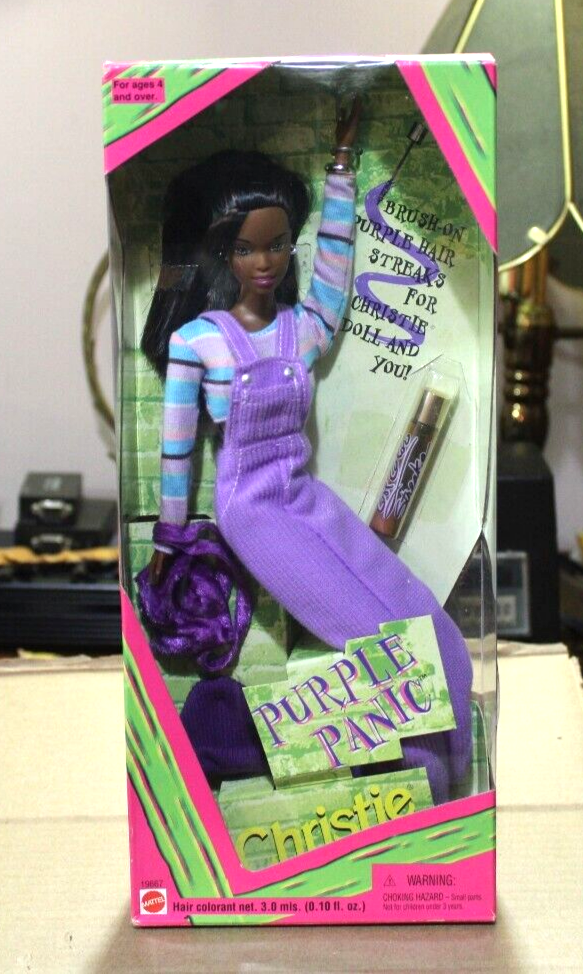 For ages 4
and over.
BRUSH-ON
PURPLE HAIR
STREAKS
FOR
CHRISTIE®
DOLL AND
YOU!
PURPLE
PANIC™
Christie
19667
MATTEL
Hair colorant net. 3.0 mls. (0.10 fl. oz.)
⚠ WARNING:
CHOKING HAZARD – Small parts.
Not for children under 3 years.